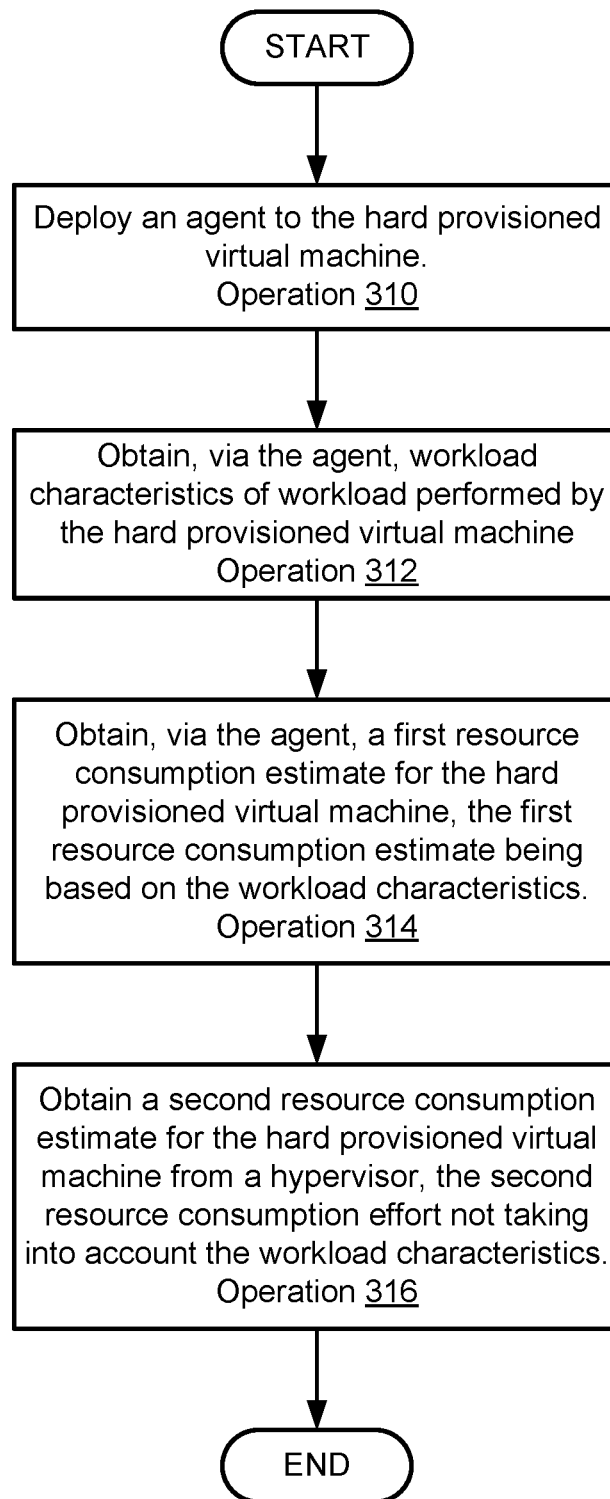 START
Deploy an agent to the hard provisioned
virtual machine.
Operation 310
Obtain, via the agent, workload
characteristics of workload performed by
the hard provisioned virtual machine
Operation 312
Obtain, via the agent, a first resource
consumption estimate for the hard
provisioned virtual machine, the first
resource consumption estimate being
based on the workload characteristics.
Operation 314
Obtain a second resource consumption
estimate for the hard provisioned virtual
machine from a hypervisor, the second
resource consumption effort not taking
into account the workload characteristics.
Operation 316
END